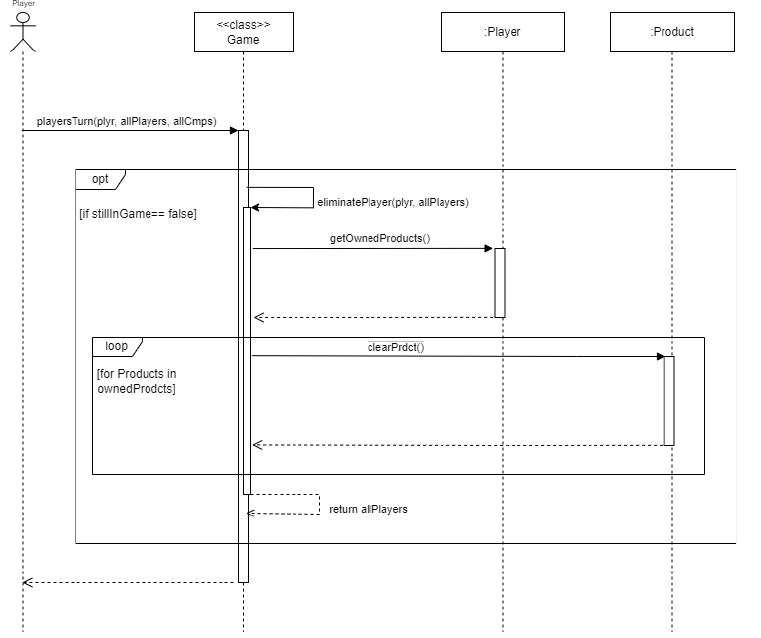 Player
<<class>>
Game
:Player
:Product
playersTurn(plyr, allPlayers, allCmps)
opt
eliminatePlayer(plyr, allPlayers)
[if stillInGame== false]
getOwnedProducts()
loop
clearPrdct()
[for Products in
ownedProdcts]
return allPlayers